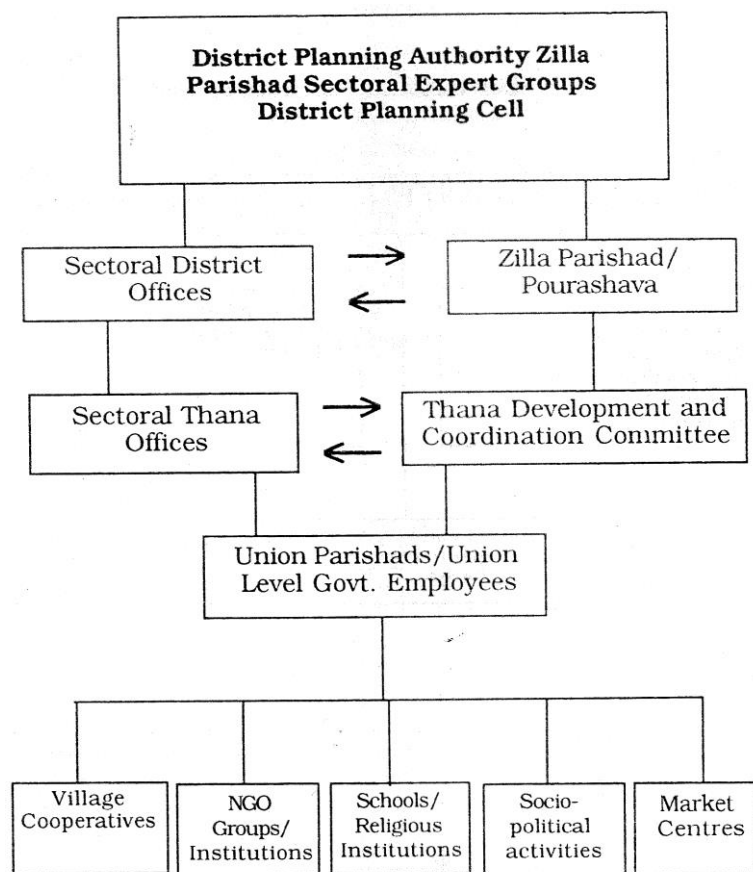 District Planning Authority Zilla
Parishad Sectoral Expert Groups
District Planning Cell
Sectoral District
Offices
Zilla Parishad/
Pourashava
Sectoral Thana
Offices
Thana Development and
Coordination Committee
Union Parishads/Union
Level Govt. Employees
Village
Cooperatives
NGO
Groups/
Institutions
Schools/
Religious
Institutions
Socio-
political
activities
Market
Centres